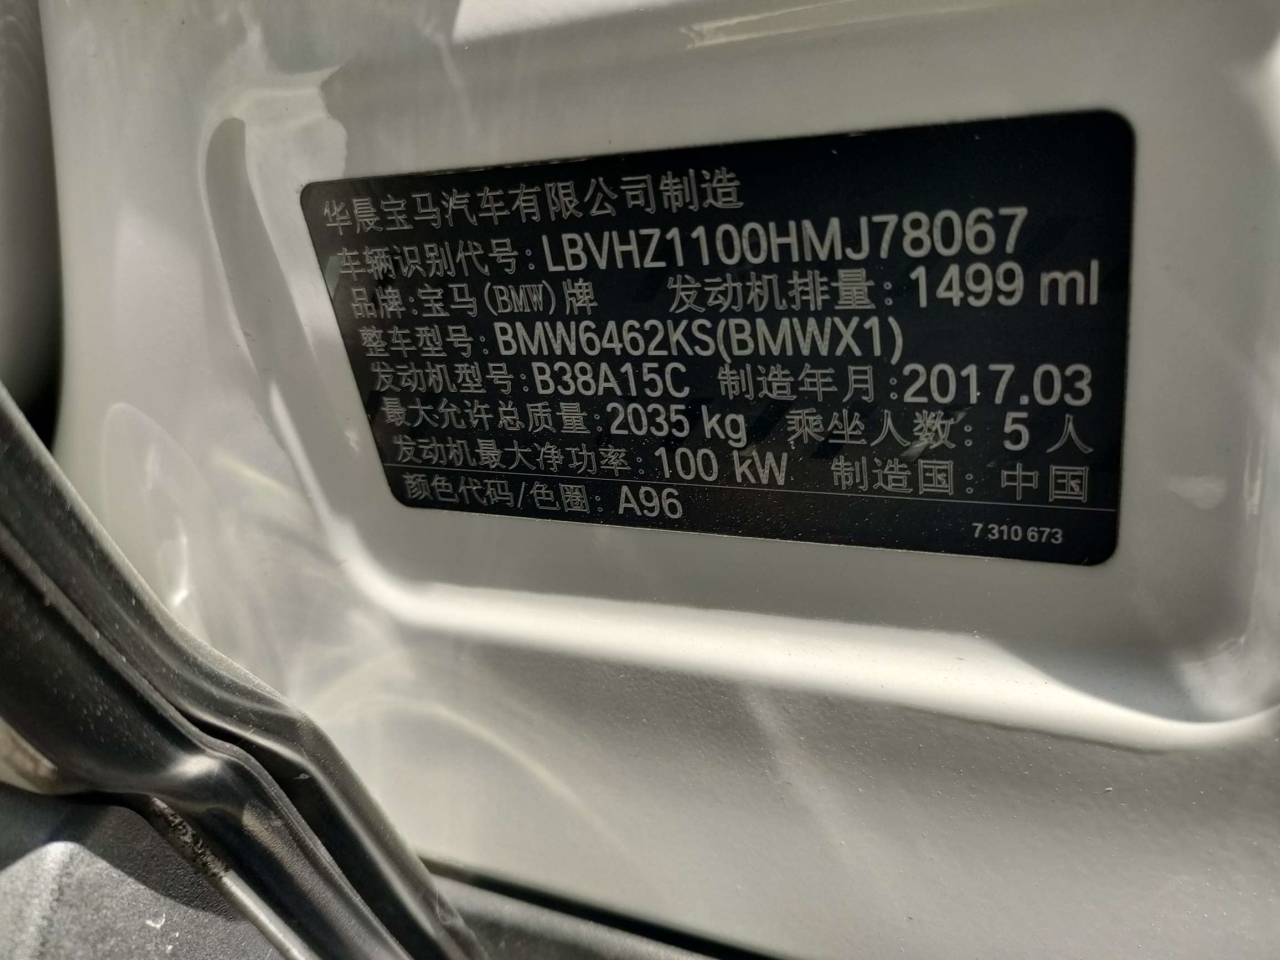 华晨宝马汽车有限公司制造
车辆识别代号: LBVHZ1100HMJ78067
品牌: 宝马(BMW)牌 发动机排量: 1499 ml
整车型号: BMW6462KS(BMWX1)
发动机型号: B38A15C 制造年月: 2017.03
最大允许总质量: 2035 kg 乘坐人数: 5 人
发动机最大净功率: 100 kW 制造国: 中国
颜色代码/色圈: A96
7 310 673